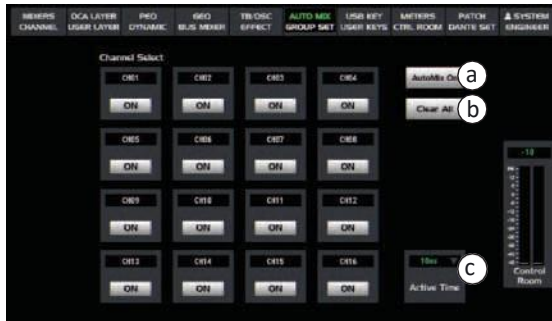 MIXERS DCA LAYER PEQ GEQ TB/OSC AUTO MIX USB KEY METERS PATCH SYSTEM
CHANNEL USER LAYER DYNAMIC BUS MIXER EFFECT GROUP SET USER KEYS CTRL ROOM DANTE SET ENGINEER
Channel Select
CH01 CH02 CH03 CH04 AutoMix On a
ON ON ON ON Clear All b
CH05 CH06 CH07 CH08
ON ON ON ON
-18
CH09 CH10 CH11 CH12
ON ON ON ON
CH13 CH14 CH15 CH16 c
ON ON ON ON Active Time
Control
Room